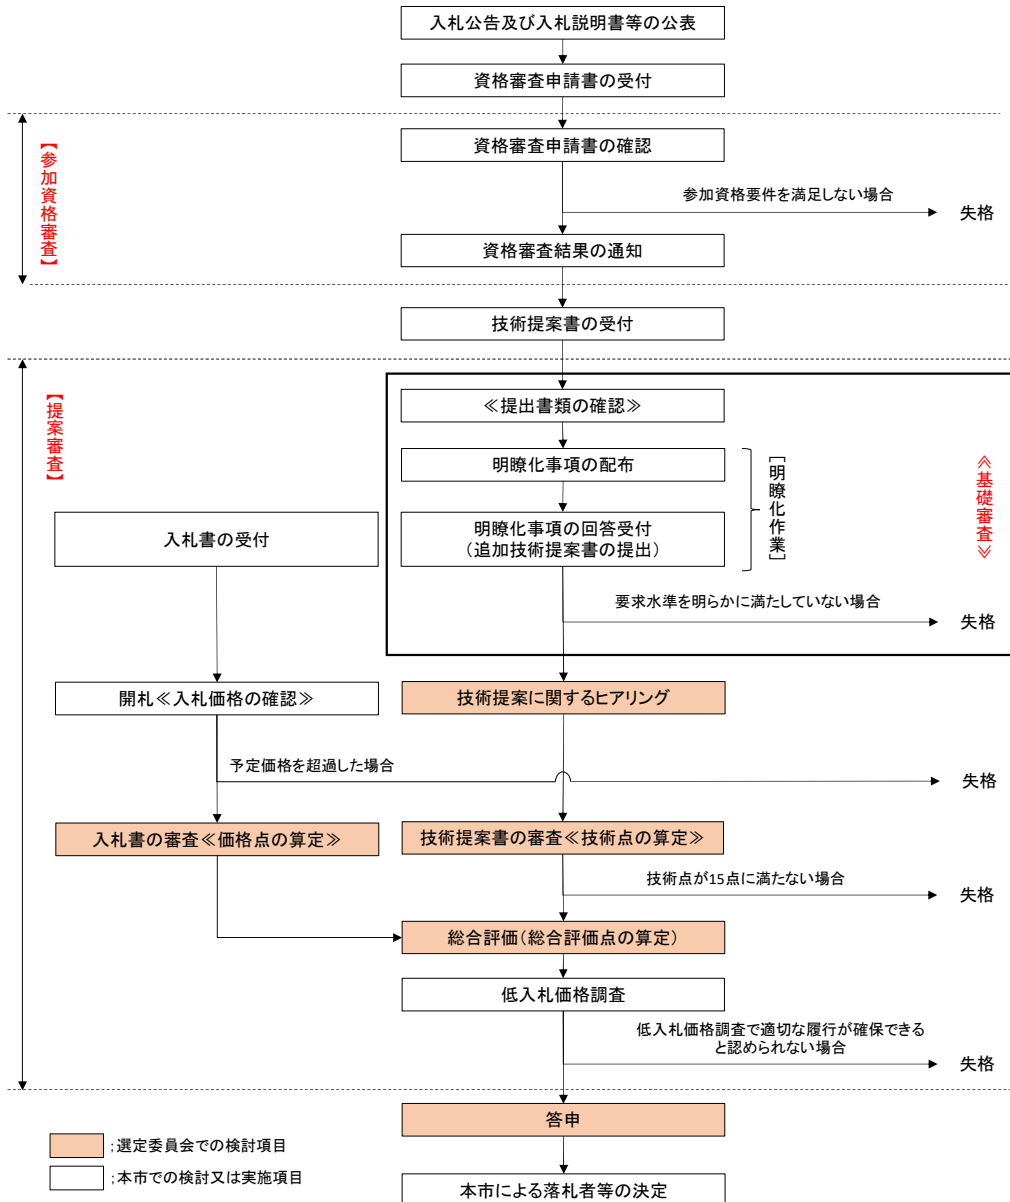 入札公告及び入札説明書等の公表
資格審査申請書の受付
【参加資格審査】
資格審査申請書の確認
参加資格要件を満足しない場合
失格
資格審査結果の通知
技術提案書の受付
【提案審査】
≪基礎審査≫
≪提出書類の確認≫
明瞭化事項の配布
［明瞭化作業］
入札書の受付
明瞭化事項の回答受付
（追加技術提案書の提出）
要求水準を明らかに満たしていない場合
失格
開札≪入札価格の確認≫
技術提案に関するヒアリング
予定価格を超過した場合
失格
入札書の審査≪価格点の算定≫
技術提案書の審査≪技術点の算定≫
技術点が15点に満たない場合
失格
総合評価（総合評価点の算定）
低入札価格調査
低入札価格調査で適切な履行が確保できる
と認められない場合
失格
答申
;選定委員会での検討項目
;本市での検討又は実施項目
本市による落札者等の決定